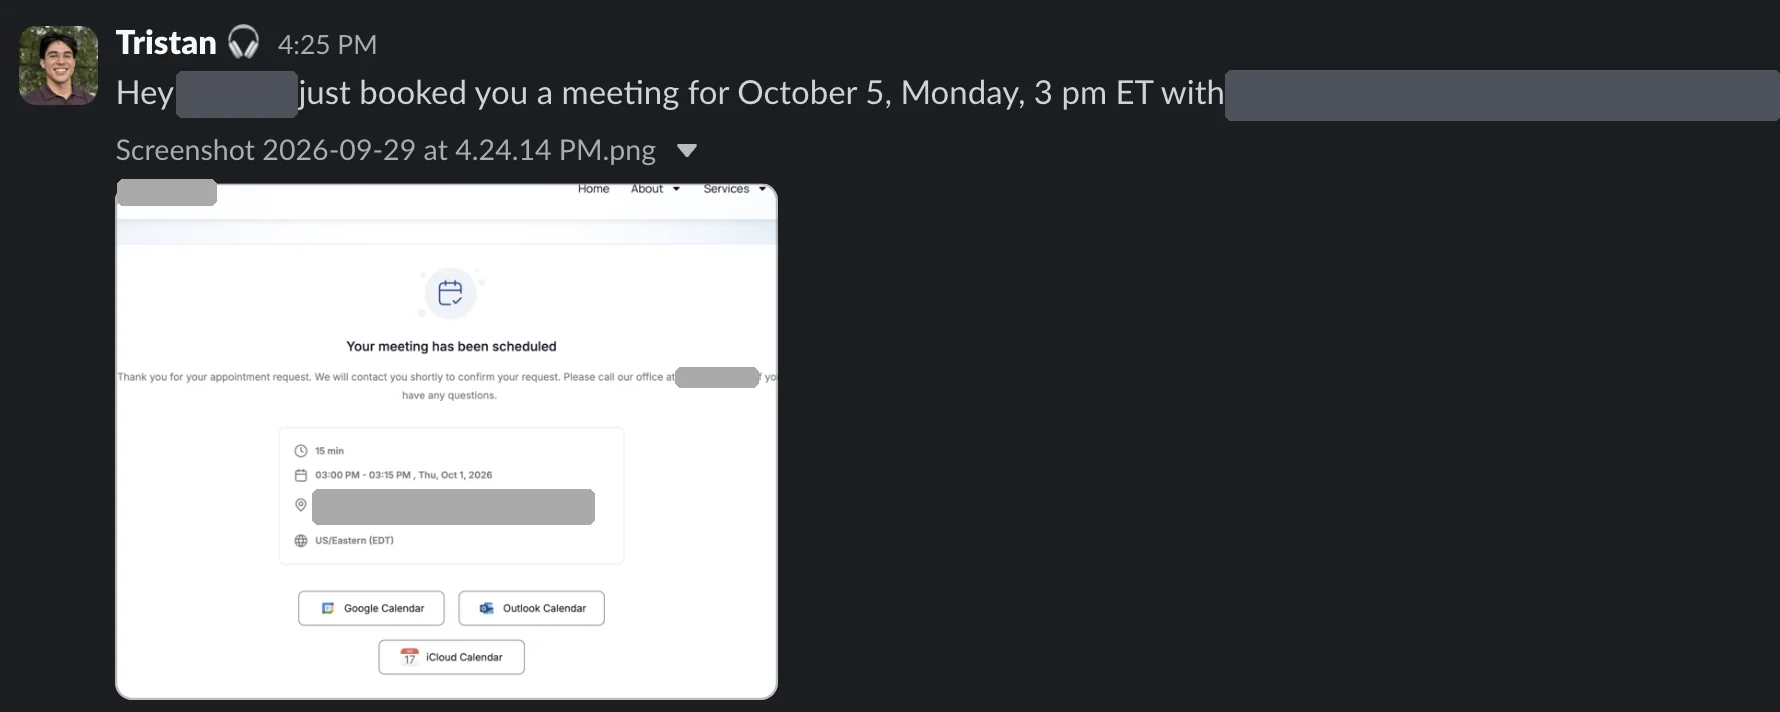 Tristan 4:25 PM
Hey just booked you a meeting for October 5, Monday, 3 pm ET with
Screenshot 2026-09-29 at 4.24.14 PM.png
Home About Services
Your meeting has been scheduled
Thank you for your appointment request. We will contact you shortly to confirm your request. Please call our office at f yo
have any questions.
15 min
03:00 PM - 03:15 PM , Thu, Oct 1, 2026
US/Eastern (EDT)
Google Calendar Outlook Calendar
17 iCloud Calendar